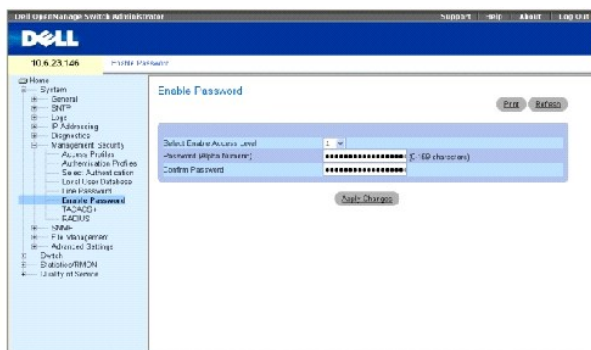 Dell OpenManage Switch Administrator
Support Help About Log Out
DELL
10.6.23.146
Enable Password
Home
System
General
SNTP
Logs
IP Addressing
Diagnostics
Management Security
Access Profiles
Authentication Profiles
Select Authentication
Local User Database
Line Password
Enable Password
TACACS+
RADIUS
SNMP
File Management
Advanced Settings
Switch
Statistics/RMON
Quality of Service
Enable Password
Print Refresh
Select Enable Access Level 1
Password (Alpha Numeric) (0-159 characters)
Confirm Password
Apply Changes